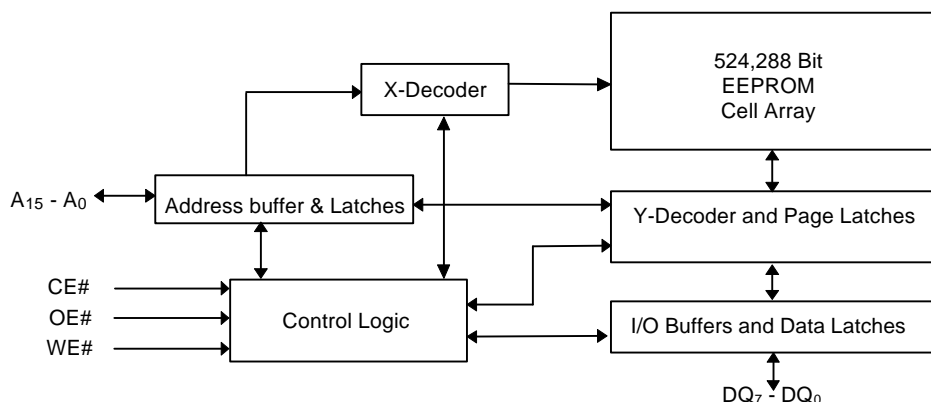 524,288 Bit
EEPROM
Cell Array
X-Decoder
A15 - A0
Address buffer & Latches
Y-Decoder and Page Latches
CE#
OE#
WE#
Control Logic
I/O Buffers and Data Latches
DQ7 - DQ0